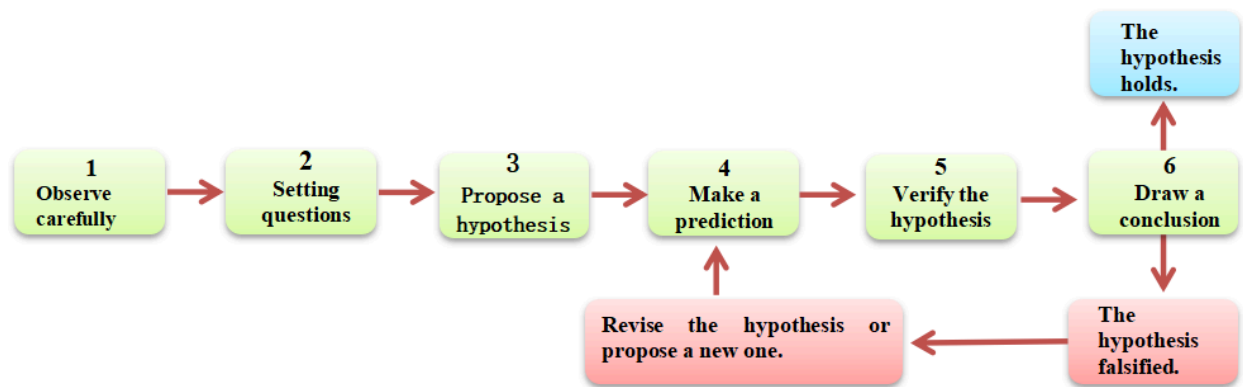 1
Observe
carefully
2
Setting
questions
3
Propose a
hypothesis
4
Make a
prediction
5
Verify the
hypothesis
6
Draw a
conclusion
The
hypothesis
holds.
The
hypothesis
falsified.
Revise the hypothesis or
propose a new one.